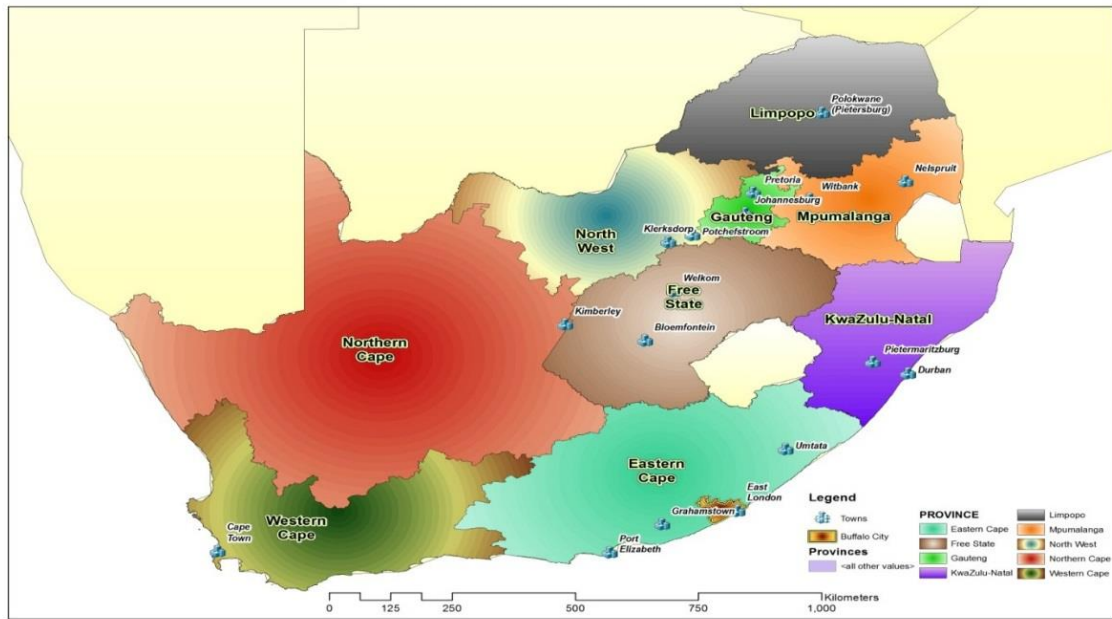 Polokwane
(Pietersburg)
Limpopo
Nelspruit
Pretoria
Witbank
Johannesburg
Gauteng
Mpumalanga
Klerksdorp
Potchefstroom
North
West
Welkom
Free
State
Kimberley
Bloemfontein
KwaZulu-Natal
Pietermaritzburg
Durban
Northern
Cape
Umtata
Eastern
Cape
East
London
Grahamstown
Port
Elizabeth
Western
Cape
Cape
Town
Legend
Towns
Buffalo City
Provinces
<all other values>
PROVINCE
Eastern Cape
Free State
Gauteng
KwaZulu-Natal
Limpopo
Mpumalanga
North West
Northern Cape
Western Cape
Kilometers
0 125 250 500 750 1,000